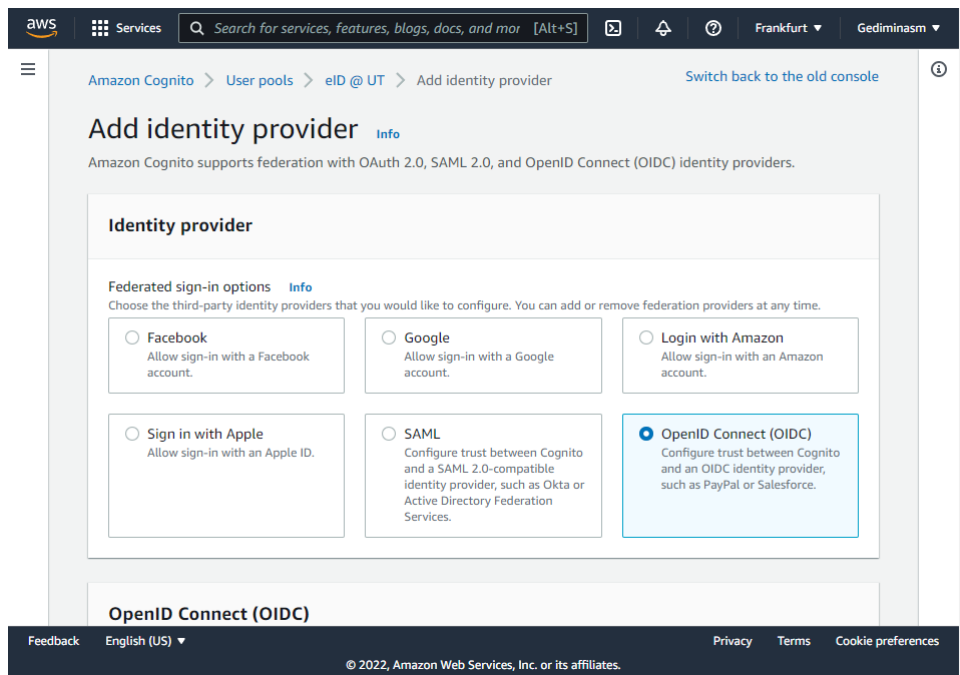 aws
Services
Search for services, features, blogs, docs, and mor [Alt+S]
Frankfurt
Gediminasm
Amazon Cognito
User pools
eID @ UT
Add identity provider
Switch back to the old console
Add identity provider Info
Amazon Cognito supports federation with OAuth 2.0, SAML 2.0, and OpenID Connect (OIDC) identity providers.
Identity provider
Federated sign-in options Info
Choose the third-party identity providers that you would like to configure. You can add or remove federation providers at any time.
Facebook
Allow sign-in with a Facebook
account.
Google
Allow sign-in with a Google
account.
Login with Amazon
Allow sign-in with an Amazon
account.
Sign in with Apple
Allow sign-in with an Apple ID.
SAML
Configure trust between Cognito
and a SAML 2.0-compatible
identity provider, such as Okta or
Active Directory Federation
Services.
OpenID Connect (OIDC)
Configure trust between Cognito
and an OIDC identity provider,
such as PayPal or Salesforce.
OpenID Connect (OIDC)
Feedback
English (US)
Privacy
Terms
Cookie preferences
© 2022, Amazon Web Services, Inc. or its affiliates.